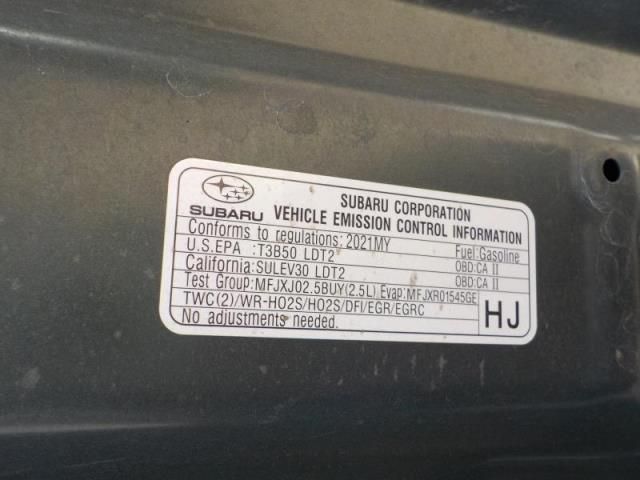 SUBARU CORPORATION
SUBARU VEHICLE EMISSION CONTROL INFORMATION
Conforms to regulations:2021MY Fuel:Gasoline
U.S.EPA :T3B50 LDT2 OBD:CA II
California:SULEV30 LDT2 OBD:CA II
Test Group:MFJXJ02.5BUY(2.5L) Evap:MFJXR01545GE
TWC(2)/WR-HO2S/HO2S/DFI/EGR/EGRC
No adjustments needed.
HJ